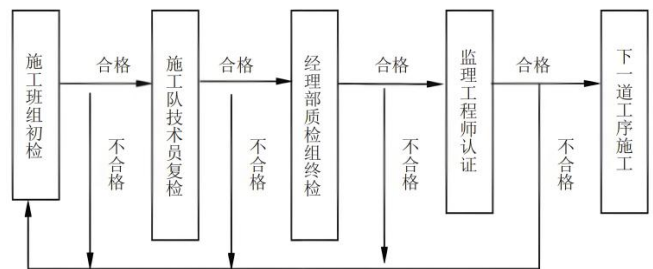 施工班组初检
合格
不合格
施工队技术员复检
合格
不合格
经理部质检组终检
合格
不合格
监理工程师认证
合格
不合格
下一道工序施工